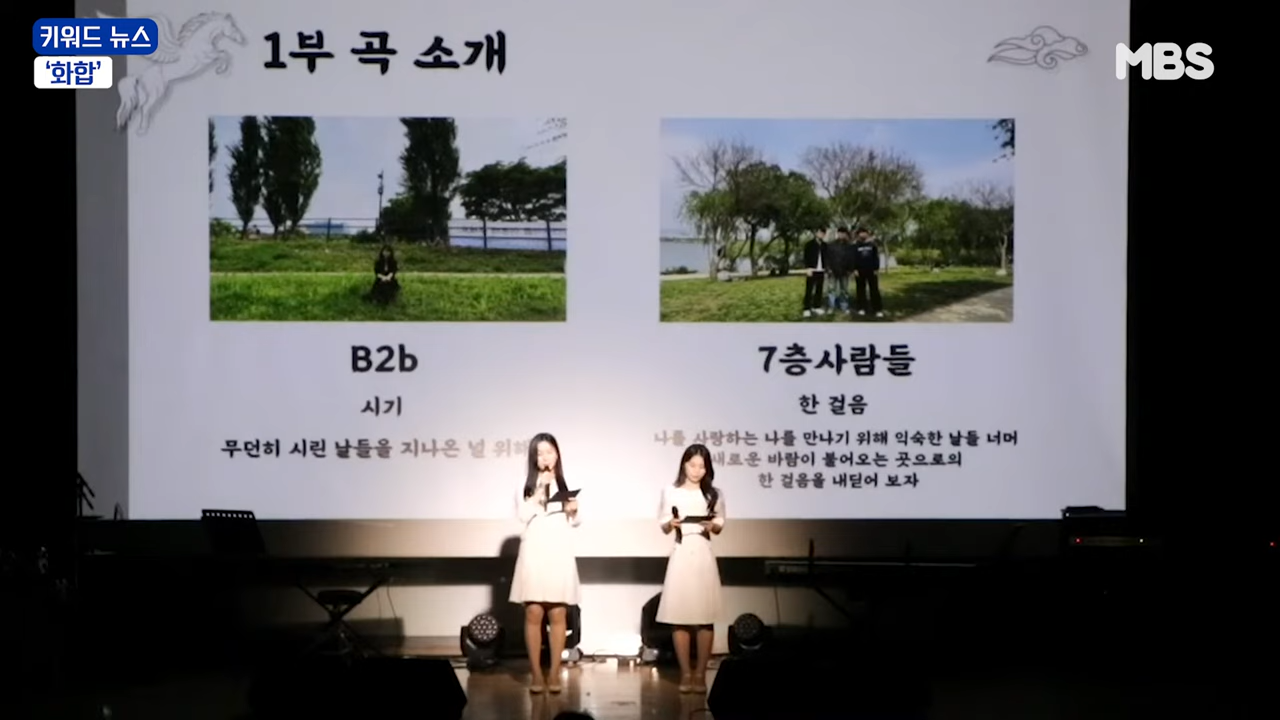 키워드 뉴스
‘화합’
MBS
1부 곡 소개
B2b
시기
무던히 시린 날들을 지나온 널 위해
7층사람들
한 걸음
나를 사랑하는 나를 만나기 위해 익숙한 날들 너머
새로운 바람이 불어오는 곳으로의
한 걸음을 내딛어 보자